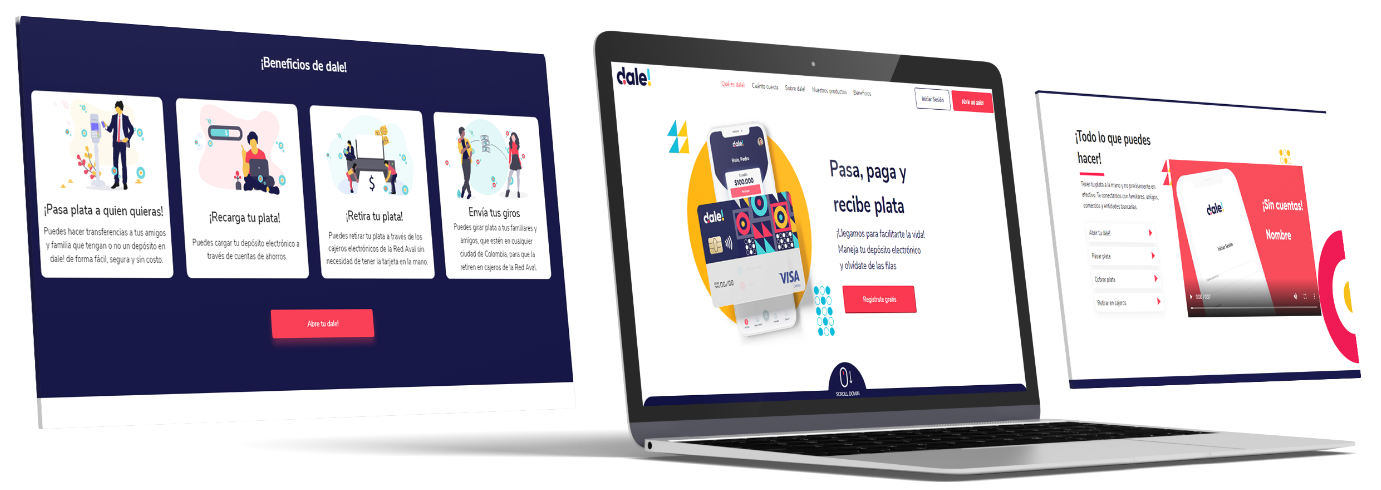 ¡Beneficios de dale!
¡Pasa plata a quien quieras!
Puedes hacer transferencias a tus amigos
y familia que tengan o no un depósito en
dale! de forma fácil, segura y sin costo.
¡Recarga tu plata!
Puedes cargar tu depósito electrónico a
través de cuentas de ahorros.
¡Retira tu plata!
Puedes retirar tu plata a través de los
cajeros electrónicos de la Red Aval sin
necesidad de tener la tarjeta en la mano.
Envía tus giros
Puedes girar plata a tus familiares y
amigos, que estén en cualquier
ciudad de Colombia, para que la
retiren en cajeros de la Red Aval.
Abre tu dale!
dale!
Qué es dale!
Cuánto cuesta
Sobre dale!
Nuestros productos
Beneficios
Iniciar Sesión
Abre tu dale!
dale!
Hola, Pedro
$100.000
dale!
VISA
Pasa, paga y
recibe plata
¡Llegamos para facilitarte la vida!
Maneja tu depósito electrónico
y olvídate de las filas
Regístrate gratis
SCROLL DOWN
¡Todo lo que puedes
hacer!
Tienes tu plata a la mano y no precisamente en
efectivo. Te conectamos con familiares, amigos,
comercios y entidades bancarias.
Abrir tu dale!
Pasar plata
Cobrar plata
Retirar en cajeros
dale!
Iniciar Sesión
¡Sin cuentas!
Nombre